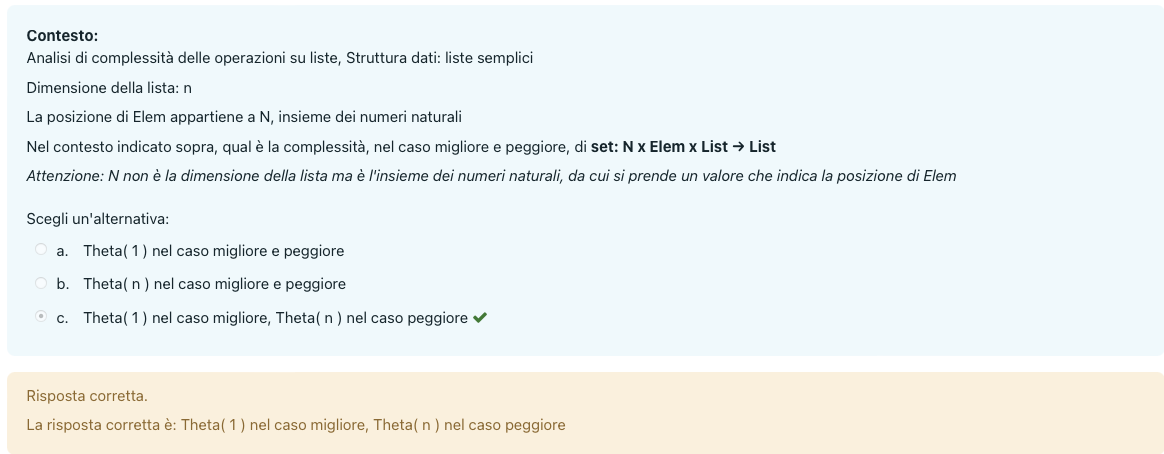 Contesto:
Analisi di complessità delle operazioni su liste, Struttura dati: liste semplici
Dimensione della lista: n
La posizione di Elem appartiene a N, insieme dei numeri naturali
Nel contesto indicato sopra, qual è la complessità, nel caso migliore e peggiore, di set: N x Elem x List → List
Attenzione: N non è la dimensione della lista ma è l'insieme dei numeri naturali, da cui si prende un valore che indica la posizione di Elem
Scegli un'alternativa:
a. Theta( 1 ) nel caso migliore e peggiore
b. Theta( n ) nel caso migliore e peggiore
c. Theta( 1 ) nel caso migliore, Theta( n ) nel caso peggiore ✔
Risposta corretta.
La risposta corretta è: Theta( 1 ) nel caso migliore, Theta( n ) nel caso peggiore